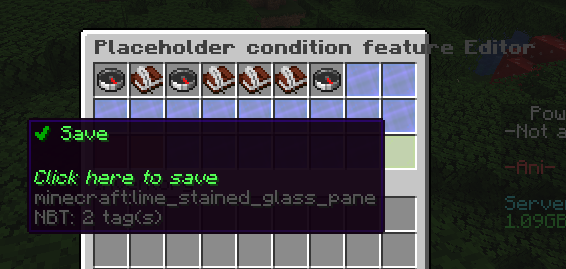 Placeholder condition feature Editor
✔ Save
Click here to save
minecraft:lime_stained_glass_pane
NBT: 2 tag(s)
Pow
-Not a
-Ani-
Server
1.09GB